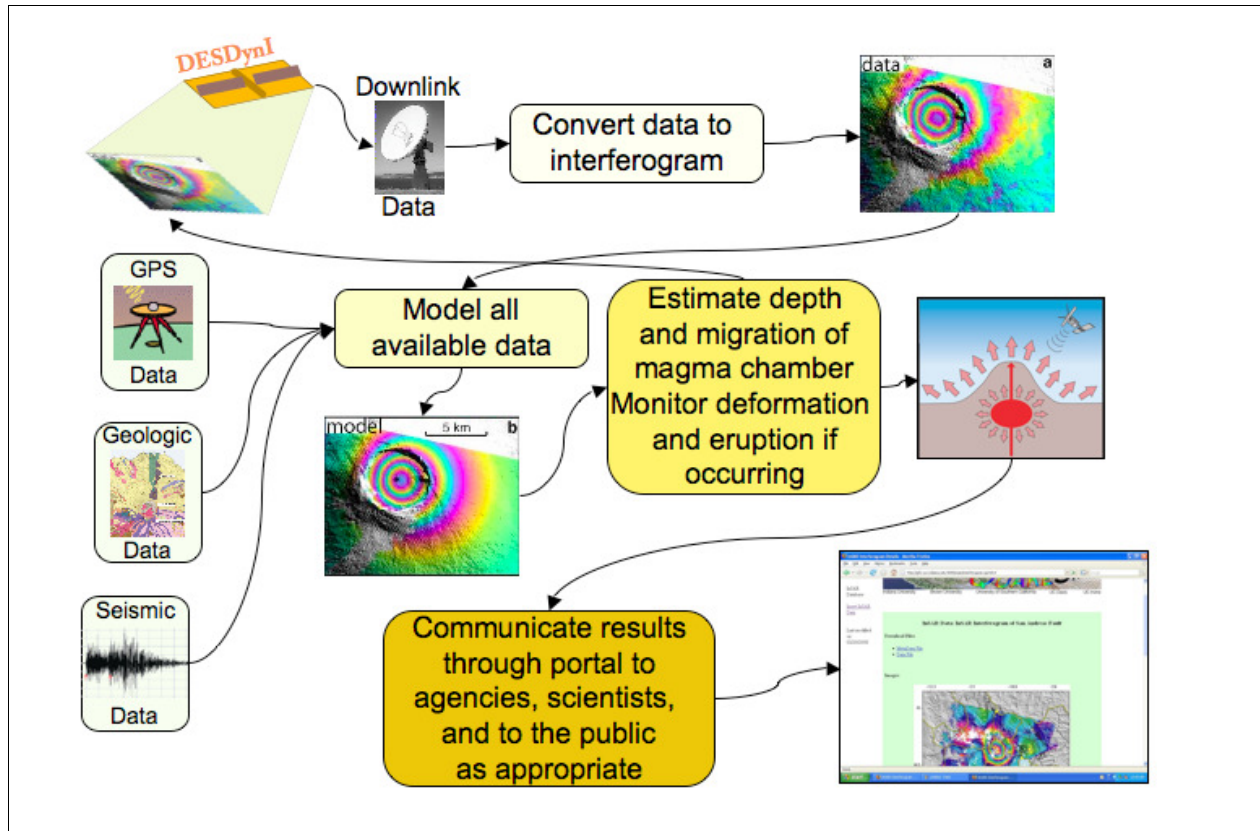 DESDynI
Downlink
Data
Convert data to
interferogram
data
a
GPS
Data
Geologic
Data
Seismic
Data
Model all
available data
model
5 km
b
Estimate depth
and migration of
magma chamber
Monitor deformation
and eruption if
occurring
Communicate results
through portal to
agencies, scientists,
and to the public
as appropriate